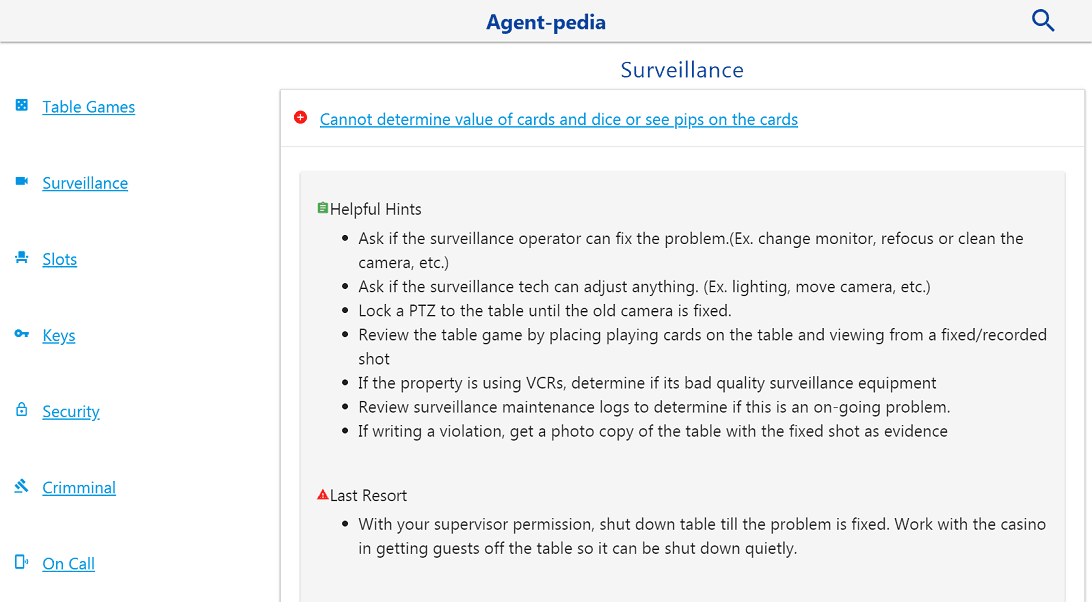 Agent-pedia
Surveillance
Table Games
Surveillance
Slots
Keys
Security
Crimminal
On Call
Cannot determine value of cards and dice or see pips on the cards
Helpful Hints
• Ask if the surveillance operator can fix the problem.(Ex. change monitor, refocus or clean the
camera, etc.)
• Ask if the surveillance tech can adjust anything. (Ex. lighting, move camera, etc.)
• Lock a PTZ to the table until the old camera is fixed.
• Review the table game by placing playing cards on the table and viewing from a fixed/recorded
shot
• If the property is using VCRs, determine if its bad quality surveillance equipment
• Review surveillance maintenance logs to determine if this is an on-going problem.
• If writing a violation, get a photo copy of the table with the fixed shot as evidence
Last Resort
• With your supervisor permission, shut down table till the problem is fixed. Work with the casino
in getting guests off the table so it can be shut down quietly.